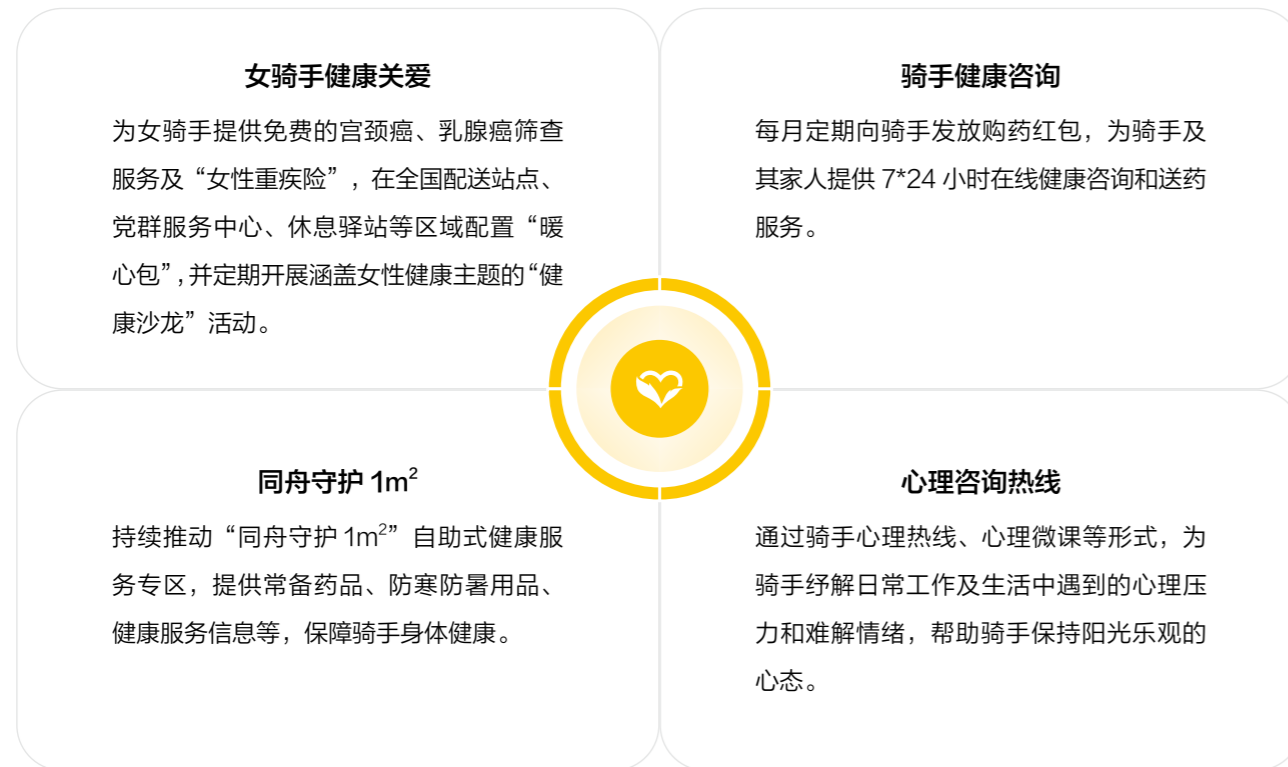 女骑手健康关爱
为女骑手提供免费的宫颈癌、乳腺癌筛查
服务及“女性重疾险”，在全国配送站点、
党群服务中心、休息驿站等区域配置“暖
心包”，并定期开展涵盖女性健康主题的“健
康沙龙”活动。
骑手健康咨询
每月定期向骑手发放购药红包，为骑手及
其家人提供 7*24 小时在线健康咨询和送药
服务。
同舟守护 1m²
持续推动“同舟守护 1m²”自助式健康服
务专区，提供常备药品、防寒防暑用品、
健康服务信息等，保障骑手身体健康。
心理咨询热线
通过骑手心理热线、心理微课等形式，为
骑手纾解日常工作及生活中遇到的心理压
力和难解情绪，帮助骑手保持阳光乐观的
心态。